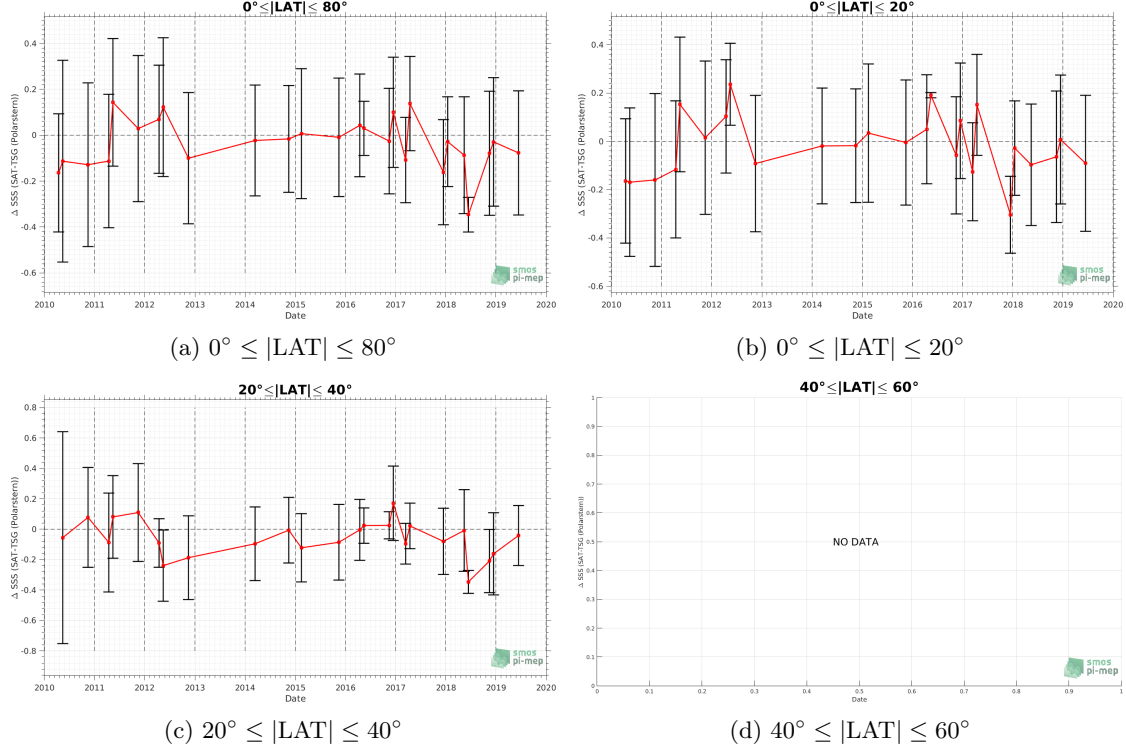 0°≤|LAT|≤ 80°
Δ SSS (SAT-TSG (Polarstern))
0.4
0.2
0
-0.2
-0.4
-0.6
2010 2011 2012 2013 2014 2015 2016 2017 2018 2019 2020
Date
smos
pi-mep
(a) 0° ≤ |LAT| ≤ 80°
0°≤|LAT|≤ 20°
Δ SSS (SAT-TSG (Polarstern))
0.4
0.2
0
-0.2
-0.4
-0.6
2010 2011 2012 2013 2014 2015 2016 2017 2018 2019 2020
Date
smos
pi-mep
(b) 0° ≤ |LAT| ≤ 20°
20°≤|LAT|≤ 40°
Δ SSS (SAT-TSG (Polarstern))
0.8
0.6
0.4
0.2
0
-0.2
-0.4
-0.6
-0.8
2010 2011 2012 2013 2014 2015 2016 2017 2018 2019 2020
Date
smos
pi-mep
(c) 20° ≤ |LAT| ≤ 40°
40°≤|LAT|≤ 60°
Δ SSS (SAT-TSG (Polarstern))
1
0.9
0.8
0.7
0.6
0.5
0.4
0.3
0.2
0.1
0
NO DATA
0 0.1 0.2 0.3 0.4 0.5 0.6 0.7 0.8 0.9 1
Date
smos
pi-mep
(d) 40° ≤ |LAT| ≤ 60°